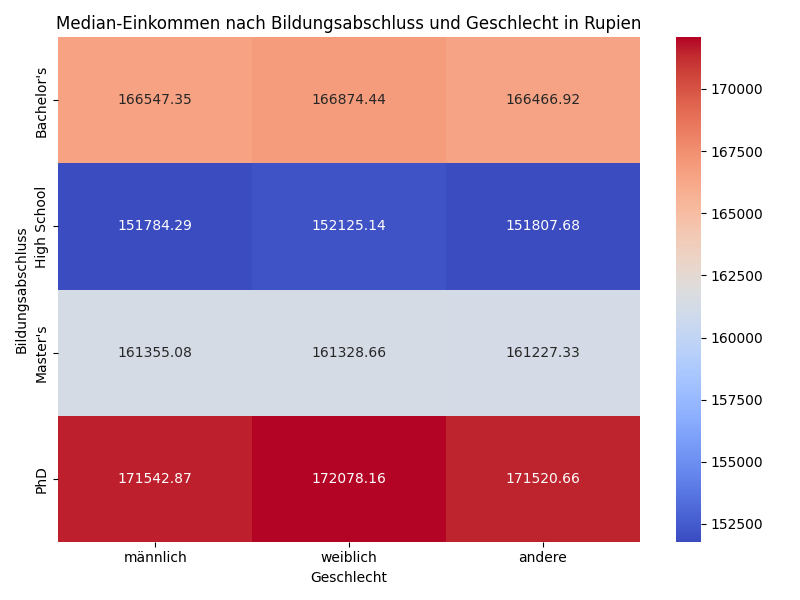 Median-Einkommen nach Bildungsabschluss und Geschlecht in Rupien
Bildungsabschluss
Bachelor's
166547.35 166874.44 166466.92
High School
151784.29 152125.14 151807.68
Master's
161355.08 161328.66 161227.33
PhD
171542.87 172078.16 171520.66
männlich weiblich andere
Geschlecht
170000
167500
165000
162500
160000
157500
155000
152500